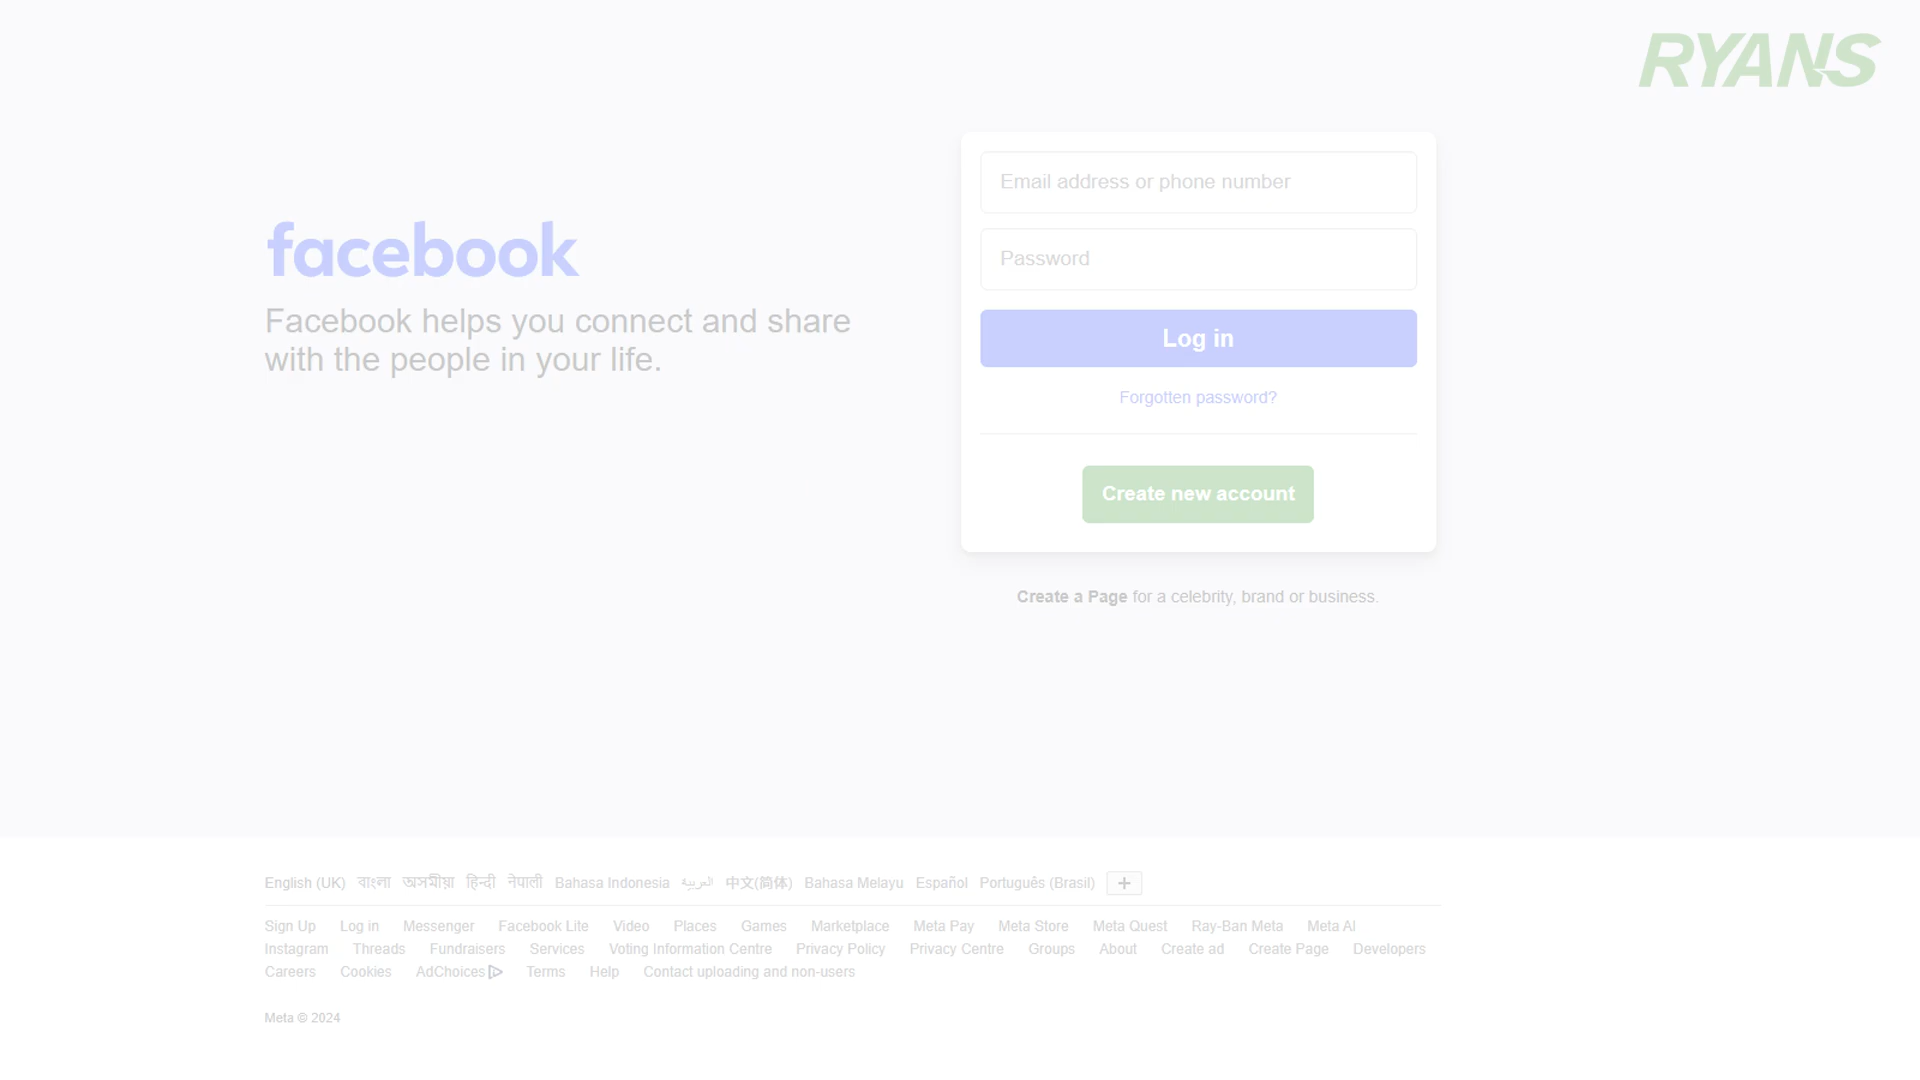 RYANS
Email address or phone number
Password
facebook
Facebook helps you connect and share
with the people in your life.
Log in
Forgotten password?
Create new account
Create a Page for a celebrity, brand or business.
English (UK) বাংলা অসমীয়া हिन्दी नेपाली Bahasa Indonesia العربية 中文(简体) Bahasa Melayu Español Português (Brasil)
Sign Up Log in Messenger Facebook Lite Video Places Games Marketplace Meta Pay Meta Store Meta Quest Ray-Ban Meta Meta AI
Instagram Threads Fundraisers Services Voting Information Centre Privacy Policy Privacy Centre Groups About Create ad Create Page Developers
Careers Cookies AdChoices Terms Help Contact uploading and non-users
Meta © 2024